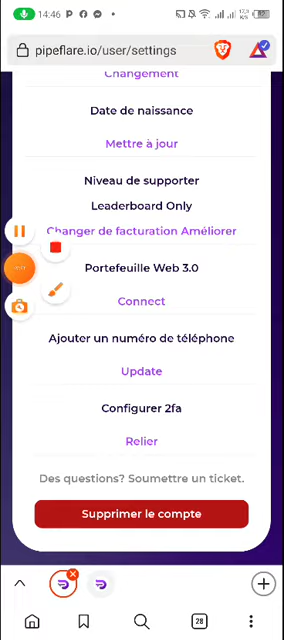 14:46
pipeflare.io/user/settings
Changement
Date de naissance
Mettre à jour
Niveau de supporter
Leaderboard Only
Changer de facturation Améliorer
Portefeuille Web 3.0
Connect
Ajouter un numéro de téléphone
Update
Configurer 2fa
Relier
Des questions? Soumettre un ticket.
Supprimer le compte
28